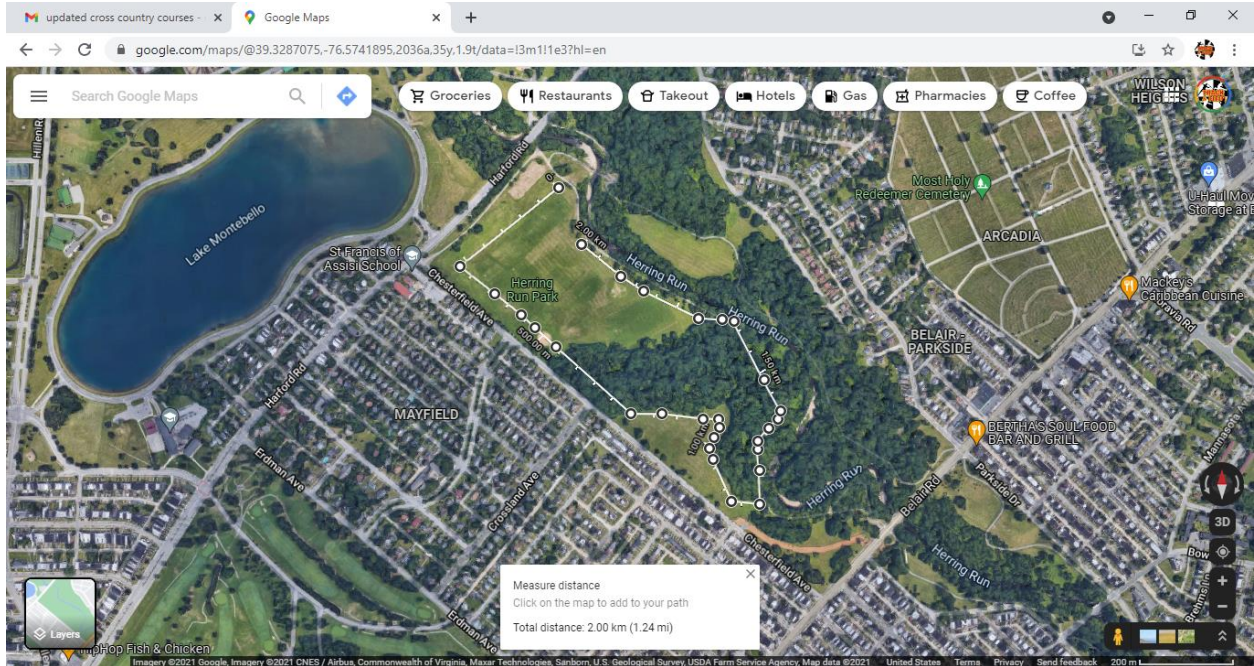 updated cross country courses -
Google Maps
google.com/maps/@39.3287075,-76.5741895,2036a,35y,1.9t/data=!3m1!1e3?hl=en
Search Google Maps
Groceries
Restaurants
Takeout
Hotels
Gas
Pharmacies
Coffee
WILSON
HEIG
S
Harford Rd
0
Most Holy
Redeemer Cemetery
U-Haul Mov
Storage at E
Lake Montebello
2.00 km
ARCADIA
St Francis of
Assisi School
Herring Run
Herring
Run Park
Mackey's
Caribbean Cuisine
Moravia Rd
Chesterfield Ave
Herring Run
500.00 m
BELAIR -
PARKSIDE
1.50 km
Harford Rd
MAYFIELD
1.00 km
BERTHA'S SOUL FOOD
BAR AND GRILL
Erdman Ave
Crossland Ave
Herring Run
Belair Rd
Parkside Dr
Chesterfield Ave
3D
Herring Run
Measure distance
Click on the map to add to your path
Total distance: 2.00 km (1.24 mi)
Erdman Ave
Layers
HipHop Fish & Chicken
Imagery ©2021 Google, Imagery ©2021 CNES / Airbus, Commonwealth of Virginia, Maxar Technologies, Sanborn, U.S. Geological Survey, USDA Farm Service Agency, Map data ©2021
United States
Terms
Privacy
Send feedback
200 m